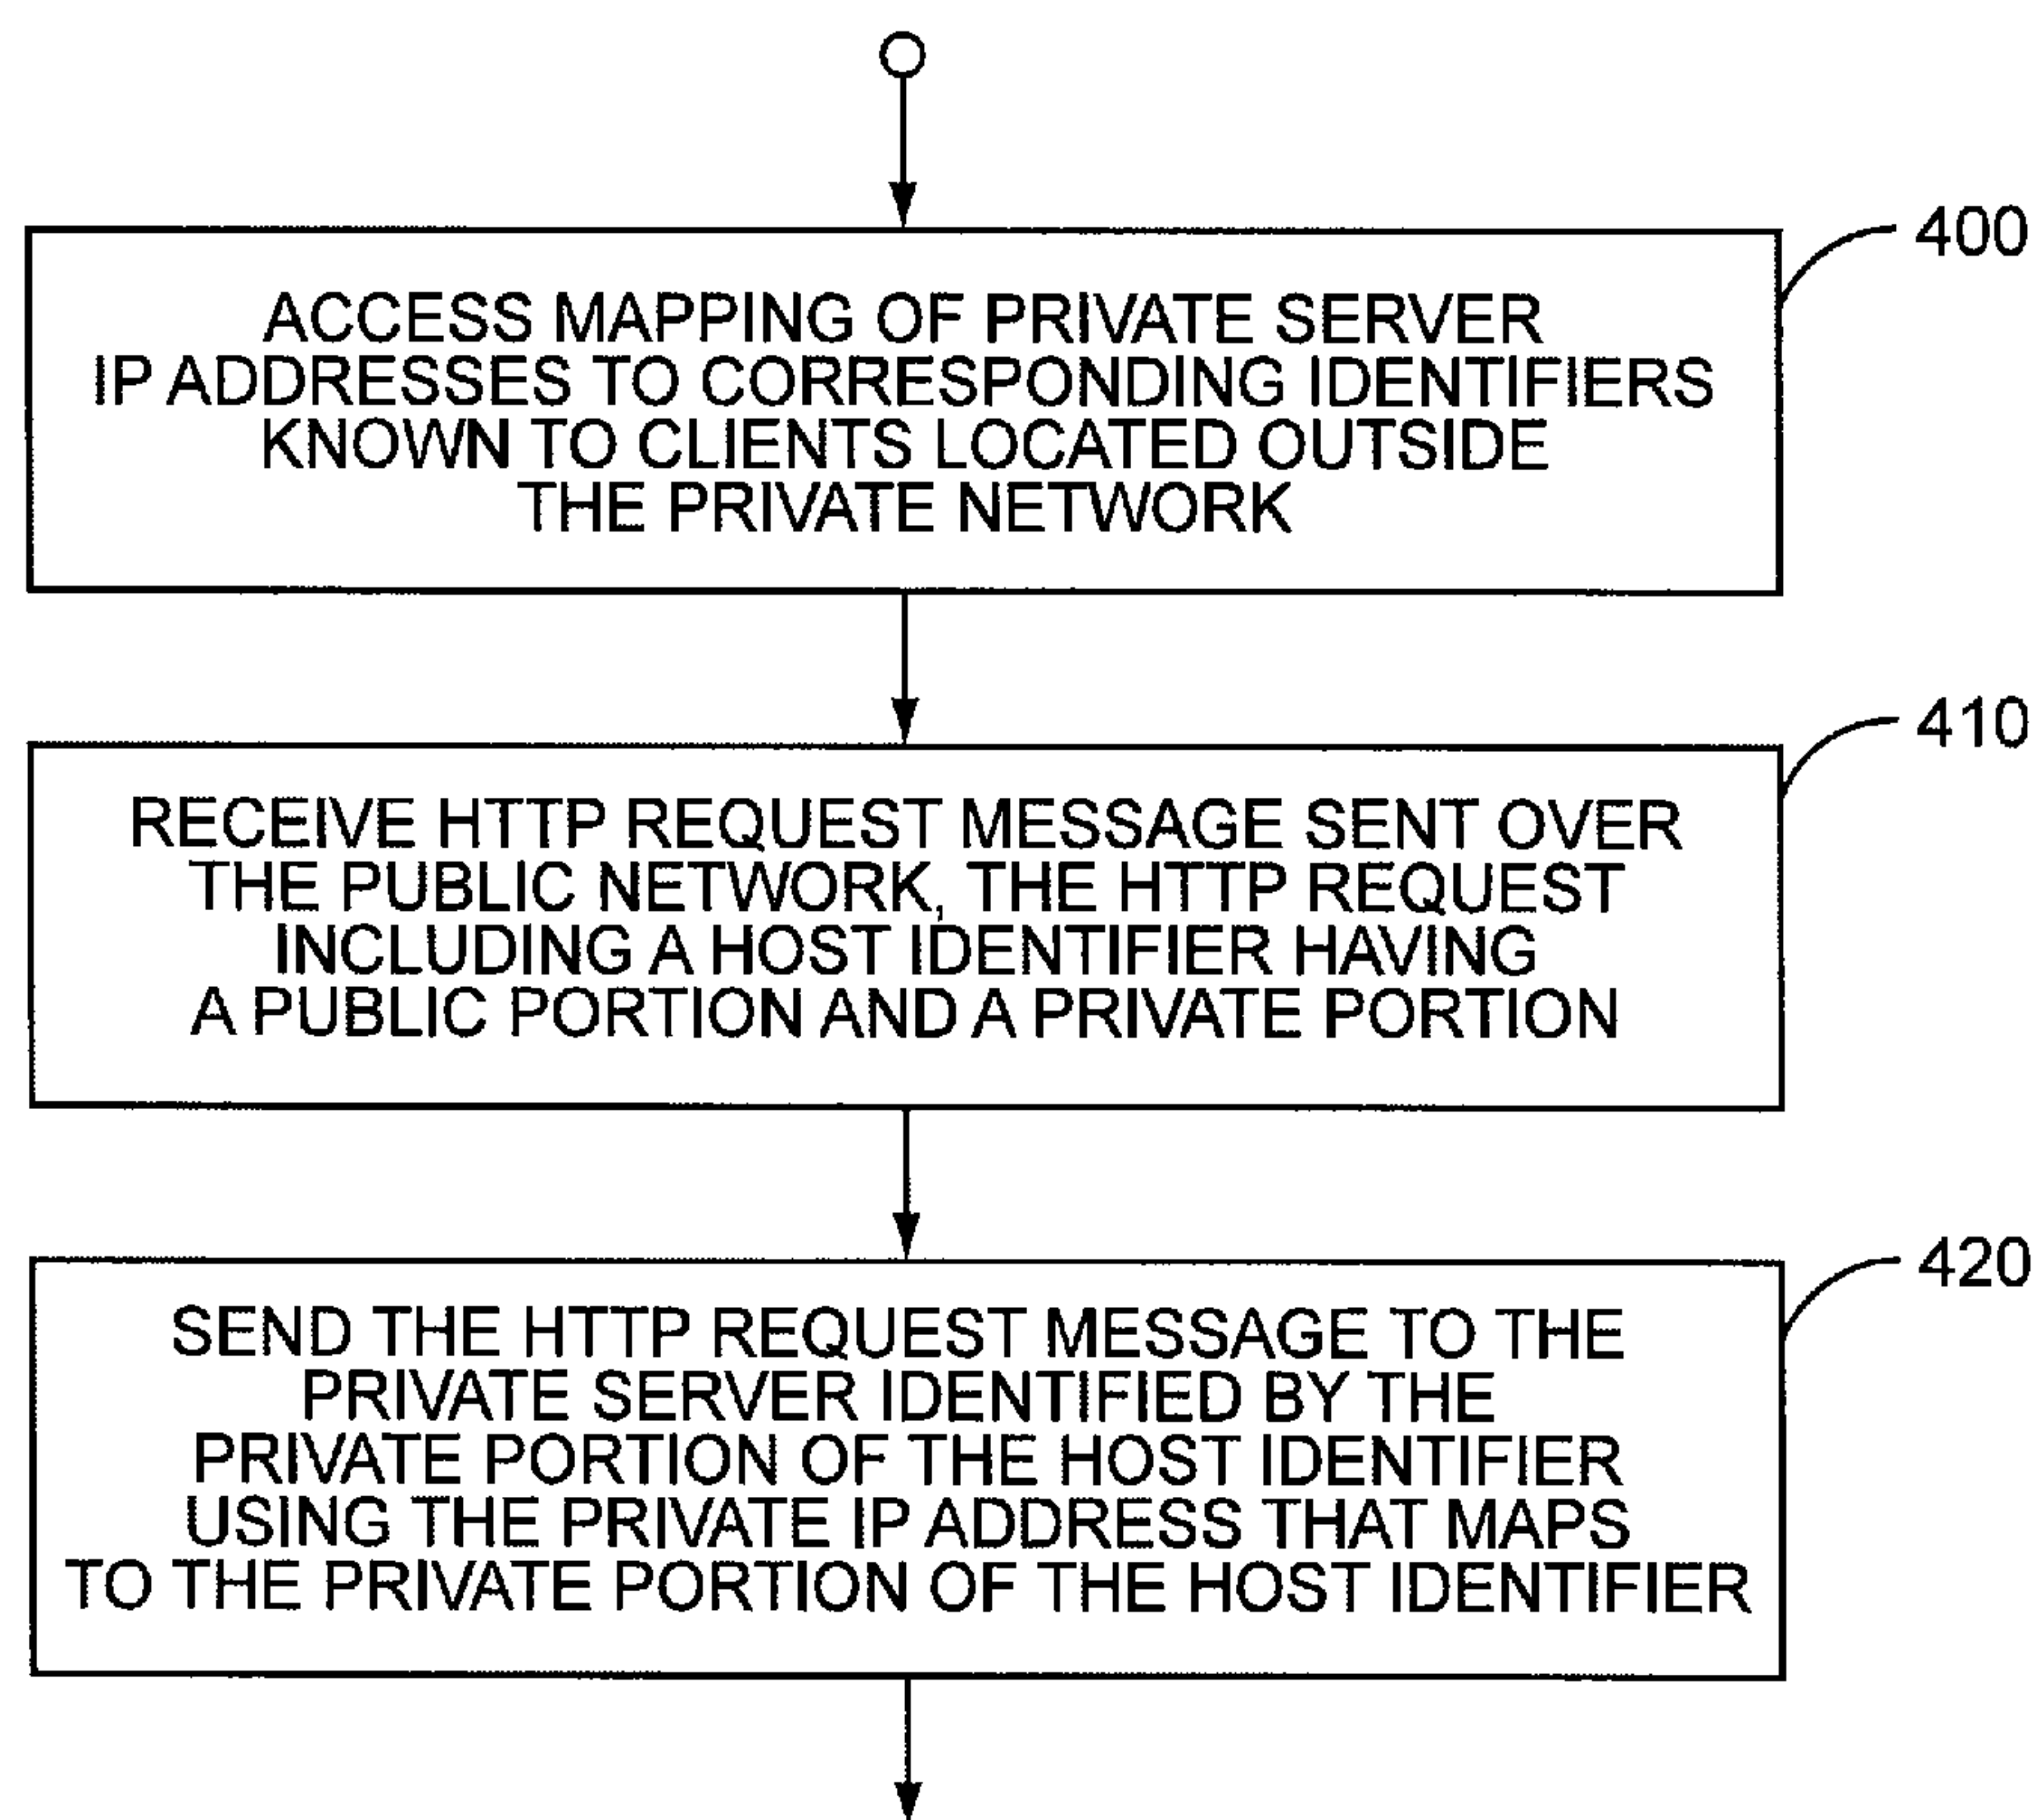 400
ACCESS MAPPING OF PRIVATE SERVER
IP ADDRESSES TO CORRESPONDING IDENTIFIERS
KNOWN TO CLIENTS LOCATED OUTSIDE
THE PRIVATE NETWORK
410
RECEIVE HTTP REQUEST MESSAGE SENT OVER
THE PUBLIC NETWORK, THE HTTP REQUEST
INCLUDING A HOST IDENTIFIER HAVING
A PUBLIC PORTION AND A PRIVATE PORTION
420
SEND THE HTTP REQUEST MESSAGE TO THE
PRIVATE SERVER IDENTIFIED BY THE
PRIVATE PORTION OF THE HOST IDENTIFIER
USING THE PRIVATE IP ADDRESS THAT MAPS
TO THE PRIVATE PORTION OF THE HOST IDENTIFIER